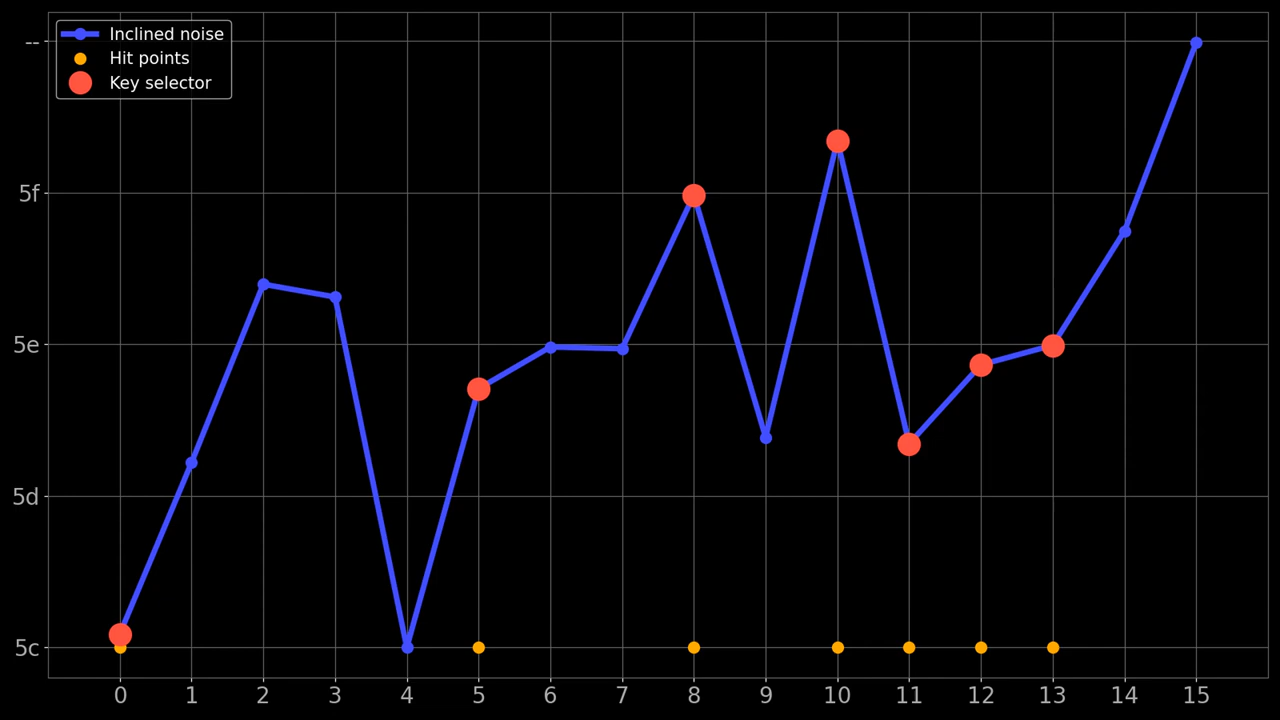 Inclined noise
Hit points
Key selector
--
5f
5e
5d
5c
0 1 2 3 4 5 6 7 8 9 10 11 12 13 14 15